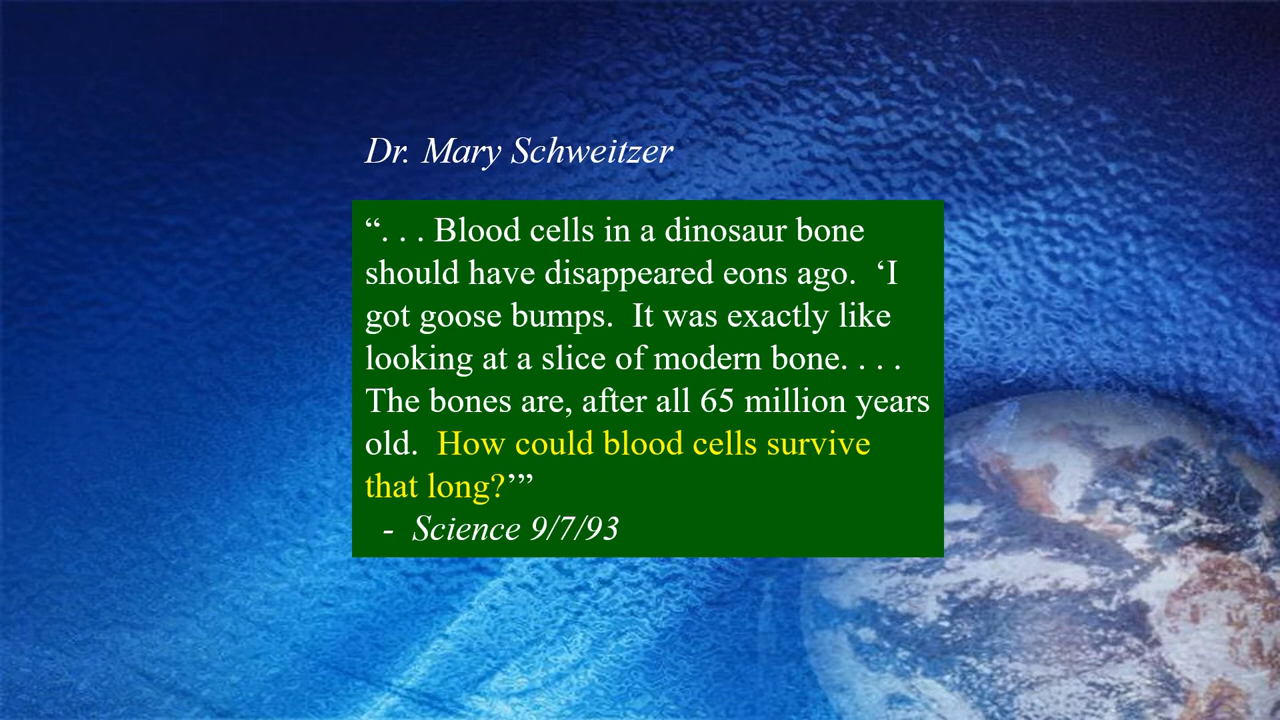 Dr. Mary Schweitzer
“. . . Blood cells in a dinosaur bone
should have disappeared eons ago.  ‘I
got goose bumps.  It was exactly like
looking at a slice of modern bone. . . .
The bones are, after all 65 million years
old.  How could blood cells survive
that long?’”
-  Science 9/7/93